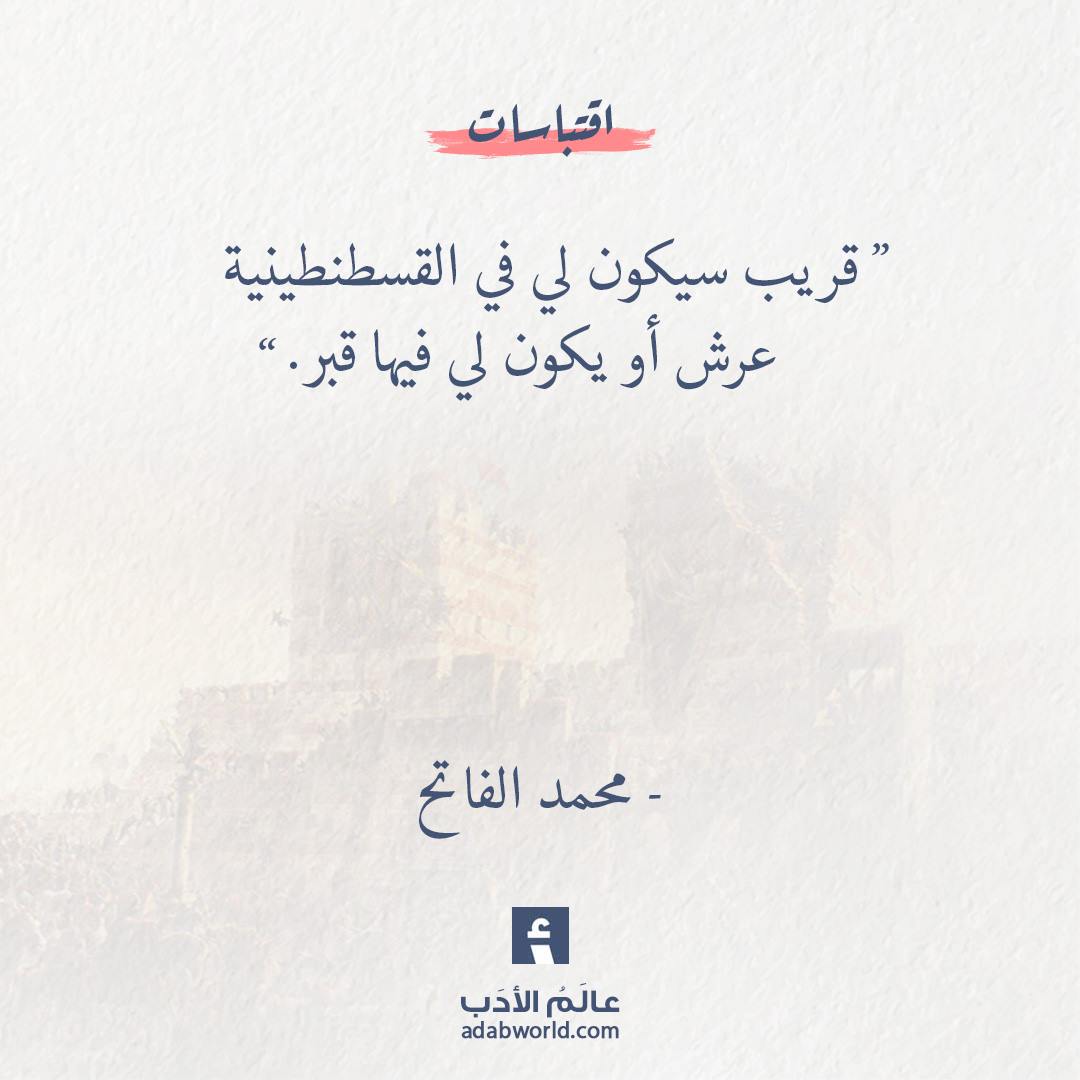 اقتباسات
” قريب سيكون لي في القسطنطينية
عرش أو يكون لي فيها قبر. “
- محمد الفاتح
أ
عالَمُ الأدَب
adabworld.com